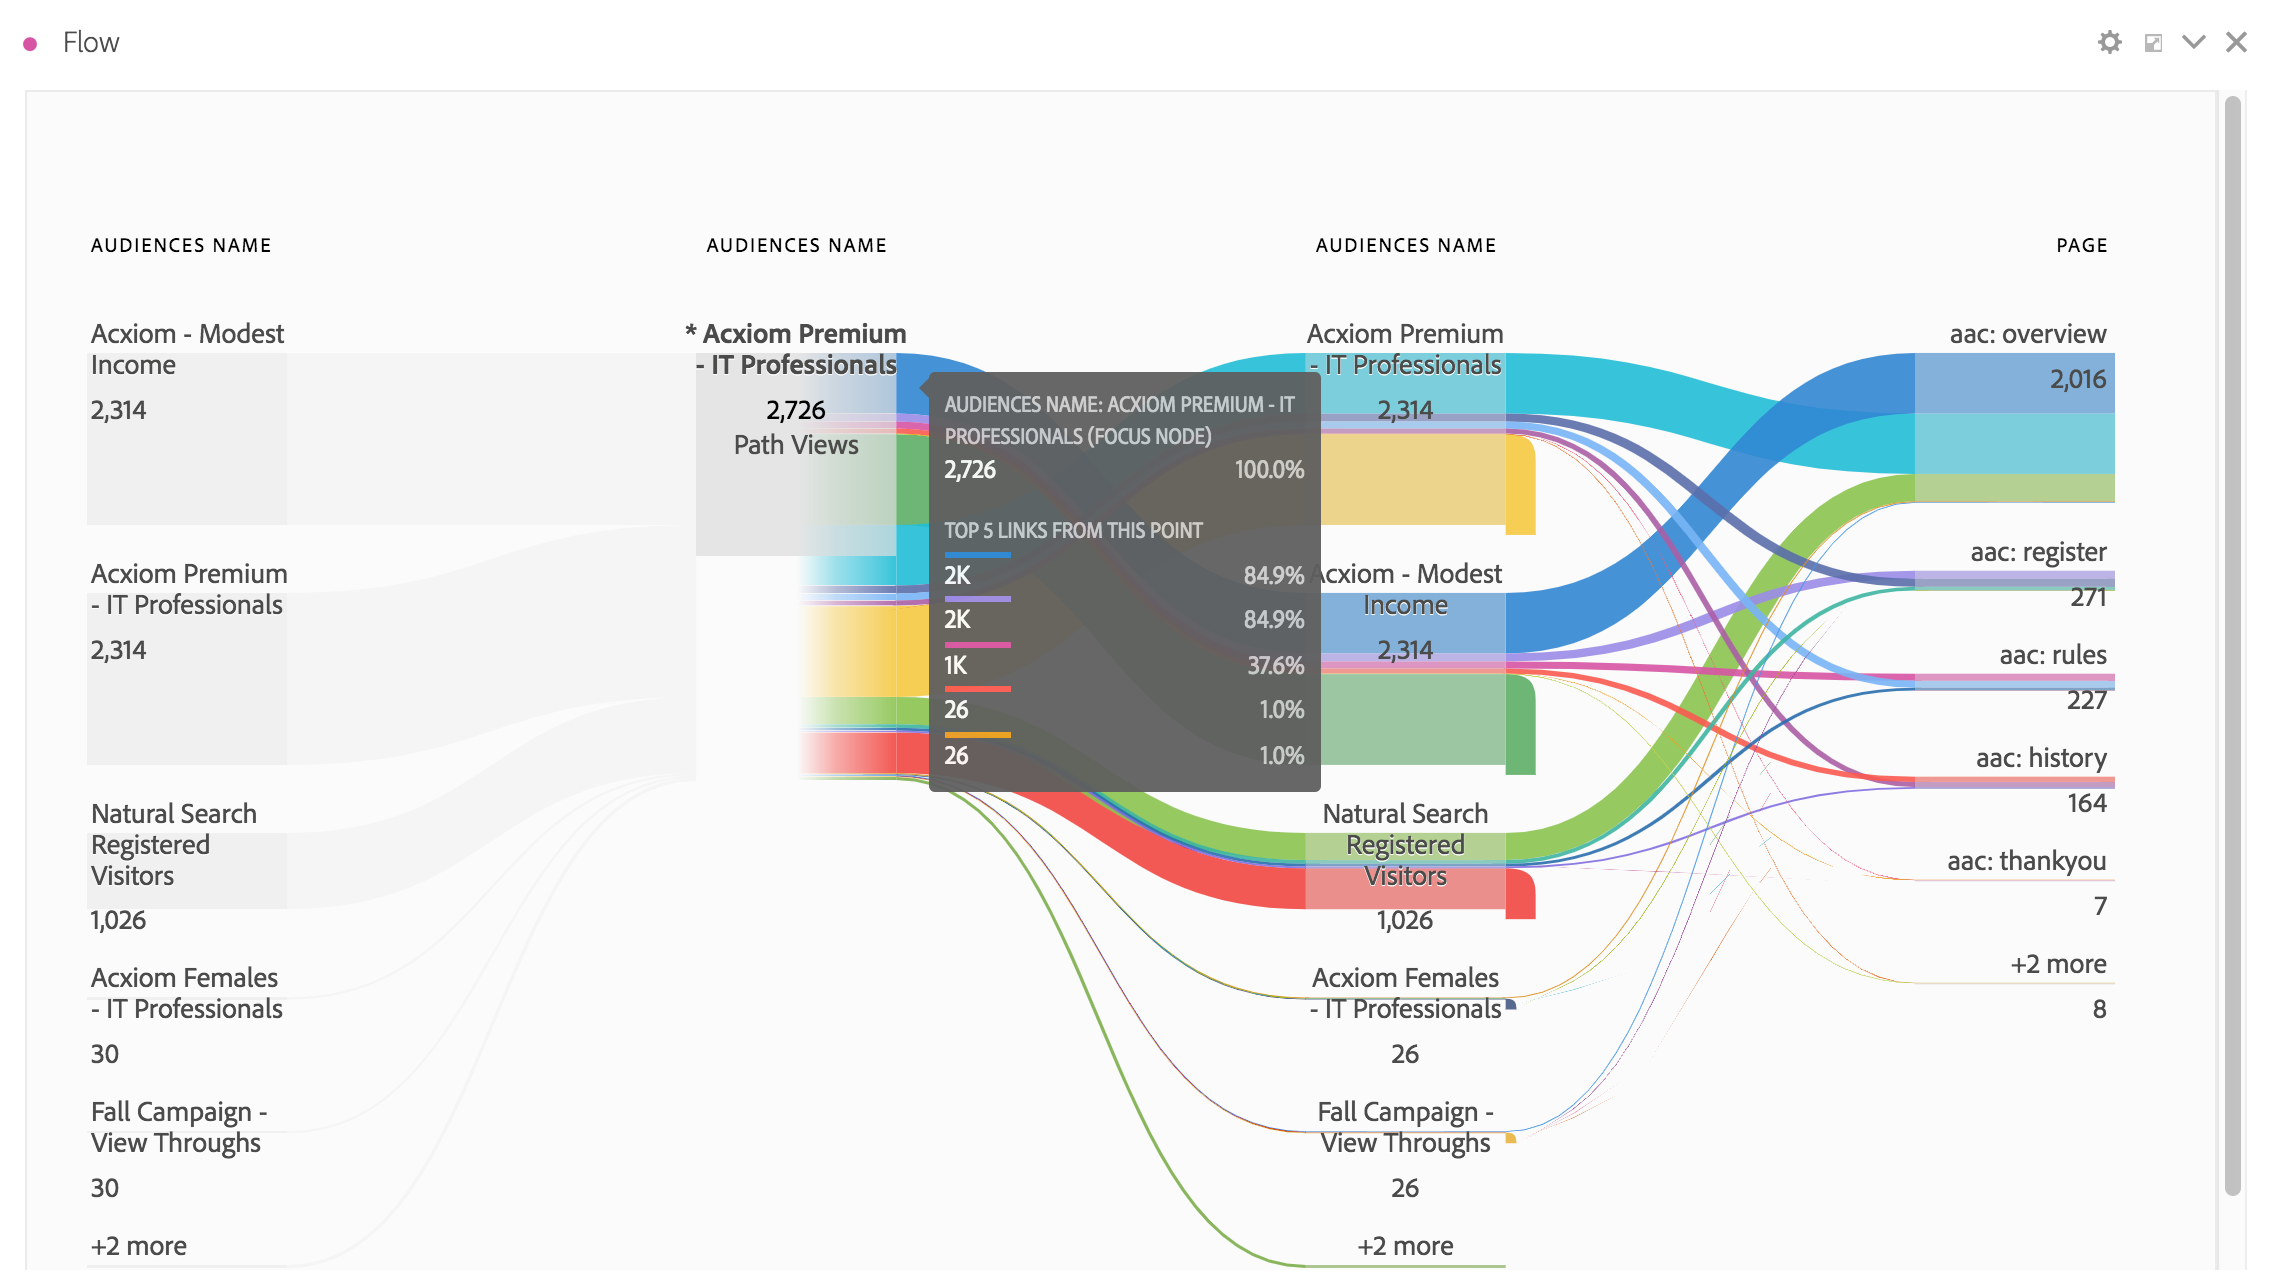 Flow
AUDIENCES NAME
AUDIENCES NAME
AUDIENCES NAME
PAGE
Acxiom - Modest
Income
2,314
Acxiom Premium
- IT Professionals
2,314
Natural Search
Registered
Visitors
1,026
Acxiom Females
- IT Professionals
30
Fall Campaign -
View Throughs
30
+2 more
* Acxiom Premium
- IT Professionals
2,726
Path Views
AUDIENCES NAME: ACXIOM PREMIUM - IT
PROFESSIONALS (FOCUS NODE)
2,726 100.0%
TOP 5 LINKS FROM THIS POINT
2K 84.9%
2K 84.9%
1K 37.6%
26 1.0%
26 1.0%
Acxiom Premium
- IT Professionals
2,314
Acxiom - Modest
Income
2,314
Natural Search
Registered
Visitors
1,026
Acxiom Females
- IT Professionals
26
Fall Campaign -
View Throughs
26
+2 more
aac: overview
2,016
aac: register
271
aac: rules
227
aac: history
164
aac: thankyou
7
+2 more
8